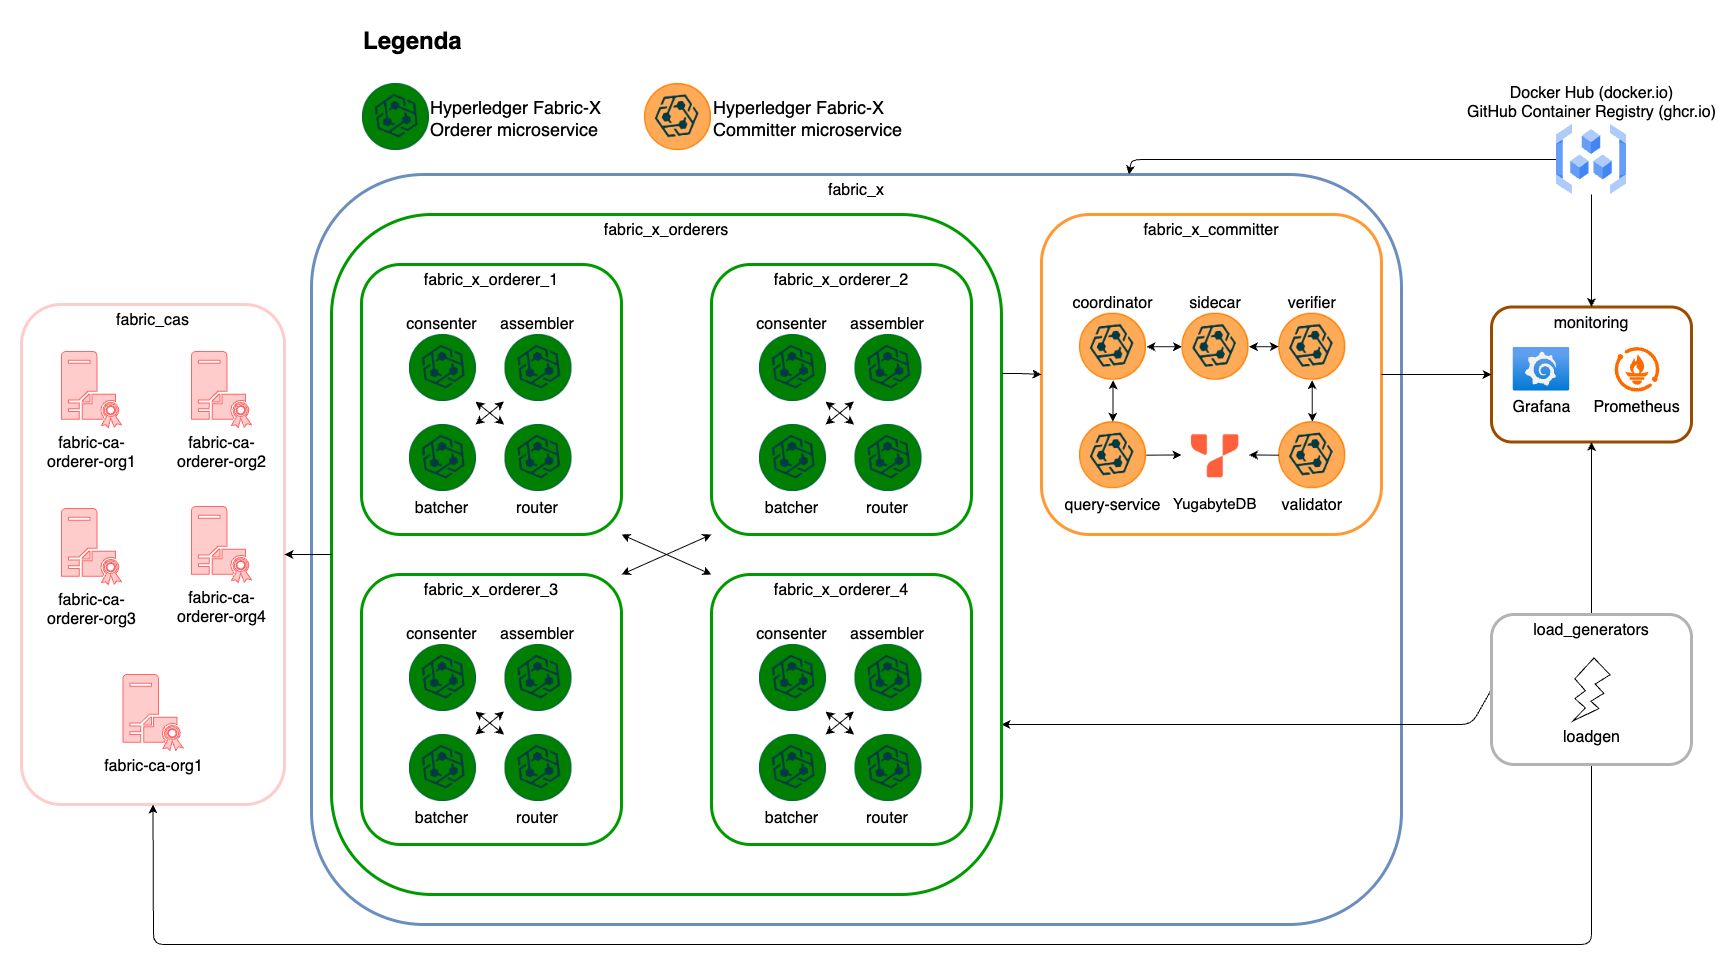 Legenda
Hyperledger Fabric-X
Orderer microservice
Hyperledger Fabric-X
Committer microservice
Docker Hub (docker.io)
GitHub Container Registry (ghcr.io)
fabric_x
fabric_x_orderers
fabric_x_orderer_1
consenter
assembler
batcher
router
fabric_x_orderer_2
consenter
assembler
batcher
router
fabric_x_orderer_3
consenter
assembler
batcher
router
fabric_x_orderer_4
consenter
assembler
batcher
router
fabric_x_committer
coordinator
sidecar
verifier
query-service
YugabyteDB
validator
fabric_cas
fabric-ca-
orderer-org1
fabric-ca-
orderer-org2
fabric-ca-
orderer-org3
fabric-ca-
orderer-org4
fabric-ca-org1
monitoring
Grafana
Prometheus
load_generators
loadgen